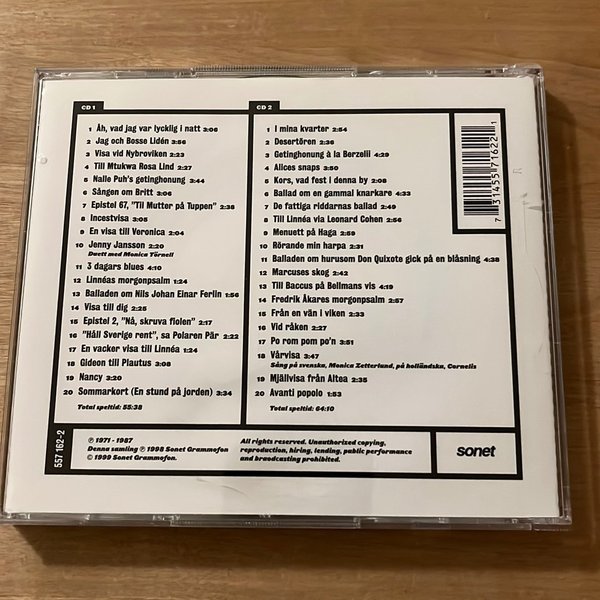 CD 1
1 Åh, vad jag var lycklig i natt 3:06
2 Jag och Bosse Lidén 3:56
3 Visa vid Nybroviken 2:23
4 Till Mtukwa Rosa Lind 2:27
5 Nalle Puh's getinghonung 3:44
6 Sången om Britt 3:06
7 Epistel 67, "Til Mutter på Tuppen" 2:38
8 Incestvisa 3:05
9 En visa till Veronica 2:04
10 Jenny Jansson 2:20
Duett med Monica Törnell
11 3 dagars blues 4:10
12 Linnéas morgonpsalm 1:24
13 Balladen om Nils Johan Einar Ferlin 1:56
14 Visa till dig 2:25
15 Epistel 2, "Nå, skruva fiolen" 2:17
16 "Håll Sverige rent", sa Polaren Pär 2:22
17 En vacker visa till Linnéa 1:24
18 Gideon till Plautus 3:08
19 Nancy 3:20
20 Sommarkort (En stund på jorden) 3:34
Total speltid: 55:38
CD 2
1 I mina kvarter 2:54
2 Desertören 2:36
3 Getinghonung à la Berzelii 4:29
4 Alices snaps 3:50
5 Kors, vad fest i denna by 2:08
6 Ballad om en gammal knarkare 4:33
7 De fattiga riddarnas ballad 2:49
8 Till Linnéa via Leonard Cohen 2:56
9 Menuett på Haga 2:59
10 Rörande min harpa 2:31
11 Balladen om hurusom Don Quixote gick på en blåsning 4:38
12 Marcuses skog 2:42
13 Till Baccus på Bellmans vis 4:19
14 Fredrik Åkares morgonpsalm 2:57
15 Från en vän i viken 2:33
16 Vid råken 2:10
17 Po rom pom po'n 3:22
18 Vårvisa 3:47
Sång på svenska, Monica Zetterlund, på holländska, Cornelis
19 Mjällvisa från Altea 2:35
20 Avanti popolo 1:53
Total speltid: 64:10
7 31455 71622 1
557 162-2
℗ 1971 - 1987
Denna samling ℗ 1998 Sonet Grammofon
© 1999 Sonet Grammofon.
All rights reserved. Unauthorized copying,
reproduction, hiring, lending, public performance
and braodcasting prohibited.
sonet